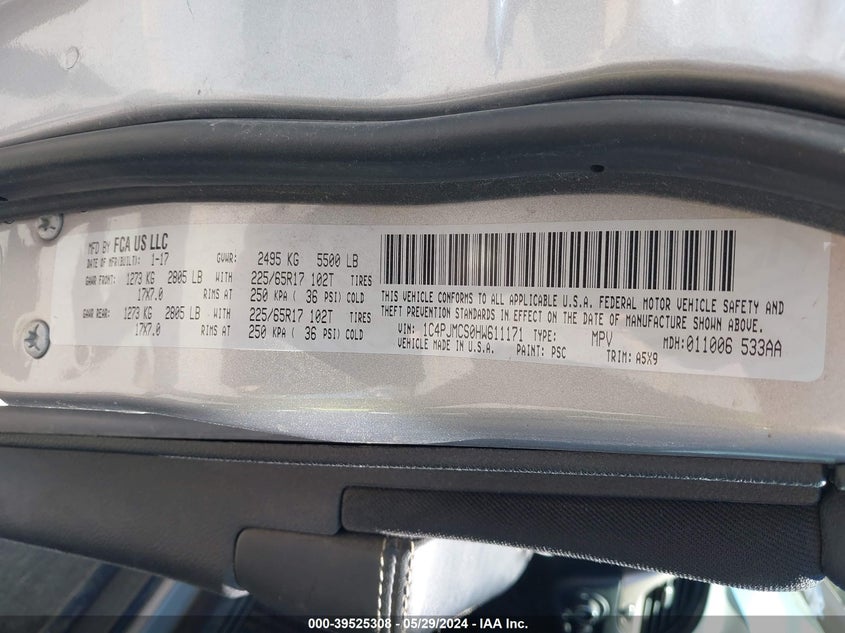 MFD BY FCA US LLC
DATE OF MFR(BUILT): 1-17 GVWR: 2495 KG 5500 LB
GAWR FRONT: 1273 KG 2805 LB WITH 225/65R17 102T TIRES
17X7.0 RIMS AT 250 KPA ( 36 PSI) COLD
GAWR REAR: 1273 KG 2805 LB WITH 225/65R17 102T TIRES
17X7.0 RIMS AT 250 KPA ( 36 PSI) COLD
THIS VEHICLE CONFORMS TO ALL APPLICABLE U.S.A. FEDERAL MOTOR VEHICLE SAFETY AND
THEFT PREVENTION STANDARDS IN EFFECT ON THE DATE OF MANUFACTURE SHOWN ABOVE.
VIN: 1C4PJMCS0HW611171 TYPE: MPV MDH:011006 533AA
VEHICLE MADE IN U.S.A. PAINT: PSC TRIM: A5X9
000-39525308 - 05/29/2024 - IAA Inc.